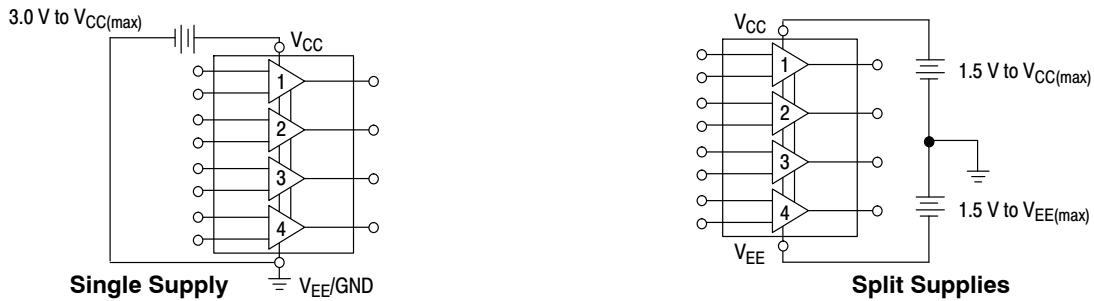 3.0 V to VCC(max)
VCC
1
2
3
4
VEE/GND
Single Supply
VCC
1
2
3
4
VEE
1.5 V to VCC(max)
1.5 V to VEE(max)
Split Supplies